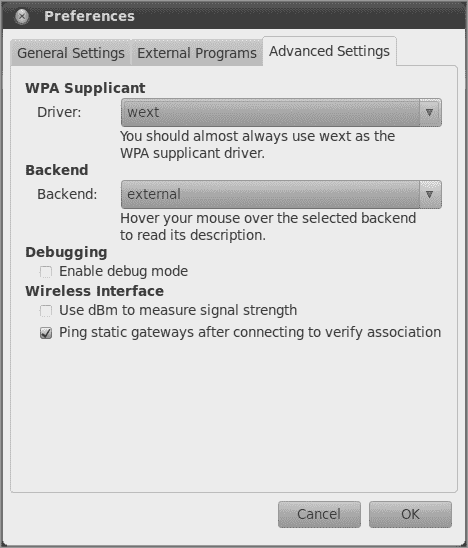 Preferences
General Settings External Programs Advanced Settings
WPA Supplicant
Driver: wext
You should almost always use wext as the
WPA supplicant driver.
Backend
Backend: external
Hover your mouse over the selected backend
to read its description.
Debugging
Enable debug mode
Wireless Interface
Use dBm to measure signal strength
Ping static gateways after connecting to verify association
Cancel OK